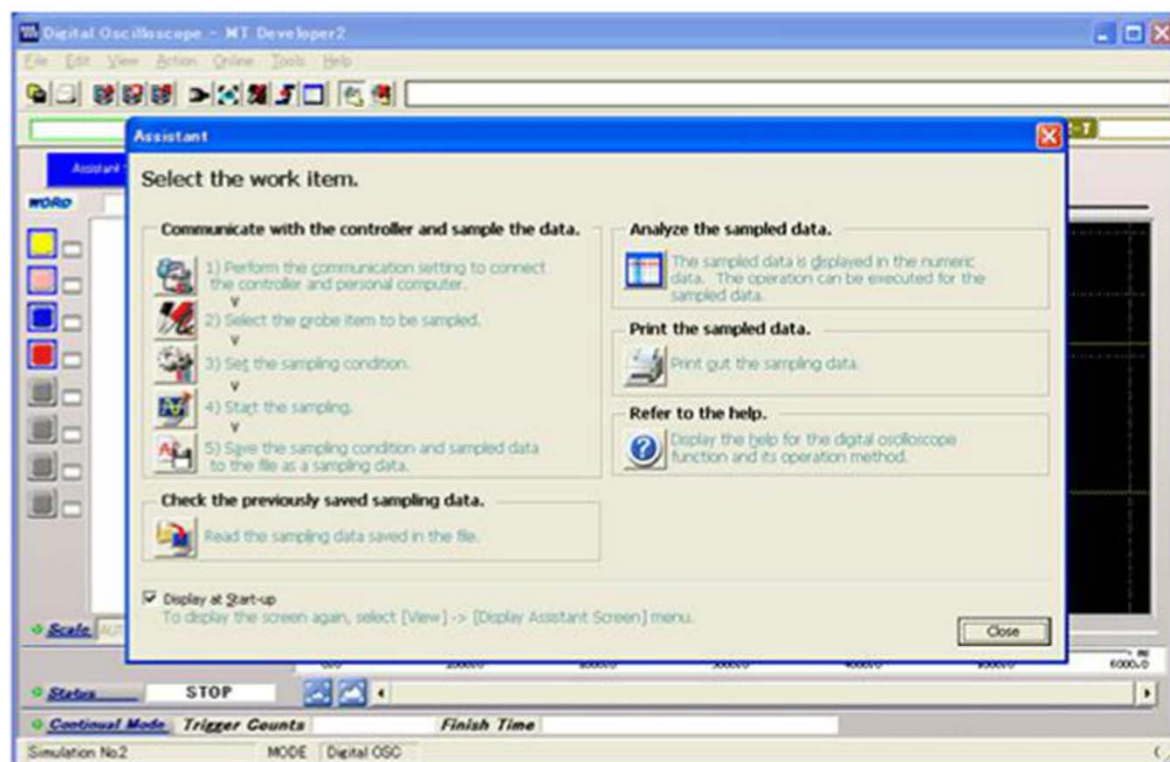 Digital Oscilloscope - MT Developer2
File Edit View Action Online Tools Help
Assistant
Assistant
Select the work item.
WORD
Communicate with the controller and sample the data.
1) Perform the communication setting to connect
the controller and personal computer.
2) Select the probe item to be sampled.
3) Set the sampling condition.
4) Start the sampling.
5) Save the sampling condition and sampled data
to the file as a sampling data.
Check the previously saved sampling data.
Read the sampling data saved in the file.
Analyze the sampled data.
The sampled data is displayed in the numeric
data. The operation can be executed for the
sampled data.
Print the sampled data.
Print out the sampling data.
Refer to the help.
Display the help for the digital oscilloscope
function and its operation method.
Display at Start-up
To display the screen again, select [View] -> [Display Assistant Screen] menu.
Close
Scale
6000.0
Status STOP
Continual Mode Trigger Counts Finish Time
Simulation No.2 MODE Digital OSC